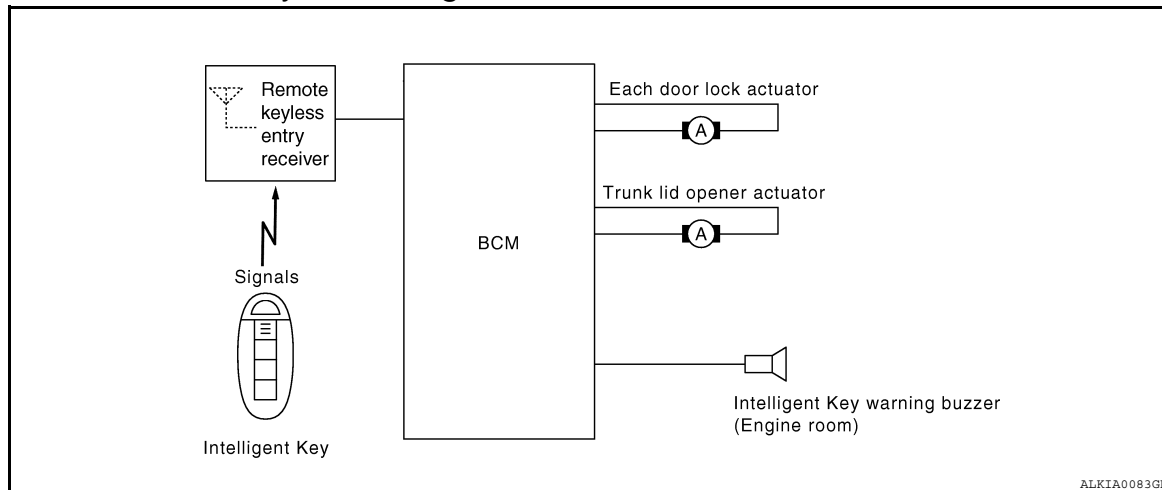 Remote
keyless
entry
receiver
Each door lock actuator
A
Trunk lid opener actuator
A
BCM
Signals
Intelligent Key warning buzzer
(Engine room)
Intelligent Key